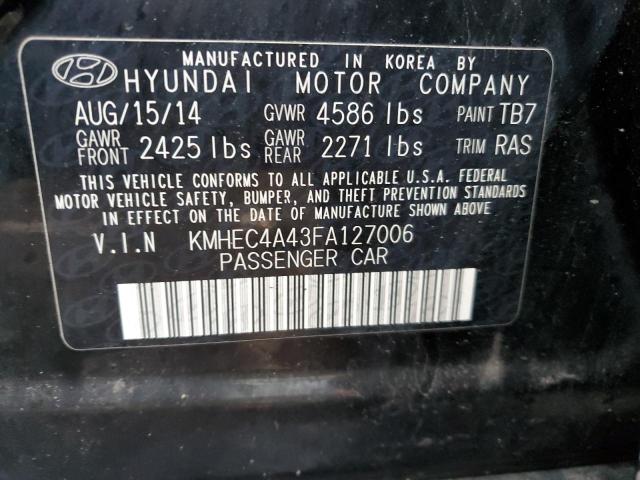 MANUFACTURED IN KOREA BY
HYUNDAI MOTOR COMPANY
AUG/15/14 GVWR 4586 lbs PAINT TB7
GAWR FRONT 2425 lbs GAWR REAR 2271 lbs TRIM RAS
THIS VEHICLE CONFORMS TO ALL APPLICABLE U.S.A. FEDERAL
MOTOR VEHICLE SAFETY, BUMPER, AND THEFT PREVENTION STANDARDS
IN EFFECT ON THE DATE OF MANUFACTURE SHOWN ABOVE.
V.I.N KMHEC4A43FA127006
PASSENGER CAR